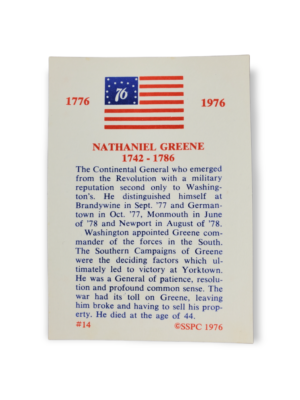 76
1776 1976
NATHANIEL GREENE
1742 - 1786
The Continental General who emerged
from the Revolution with a military
reputation second only to Washing-
ton's. He distinguished himself at
Brandywine in Sept. '77 and German-
town in Oct. '77, Monmouth in June
of '78 and Newport in August of '78.
Washington appointed Greene com-
mander of the forces in the South.
The Southern Campaigns of Greene
were the deciding factors which ul-
timately led to victory at Yorktown.
He was a General of patience, resolu-
tion and profound common sense. The
war had its toll on Greene, leaving
him broke and having to sell his prop-
erty. He died at the age of 44.
#14 ©SSPC 1976